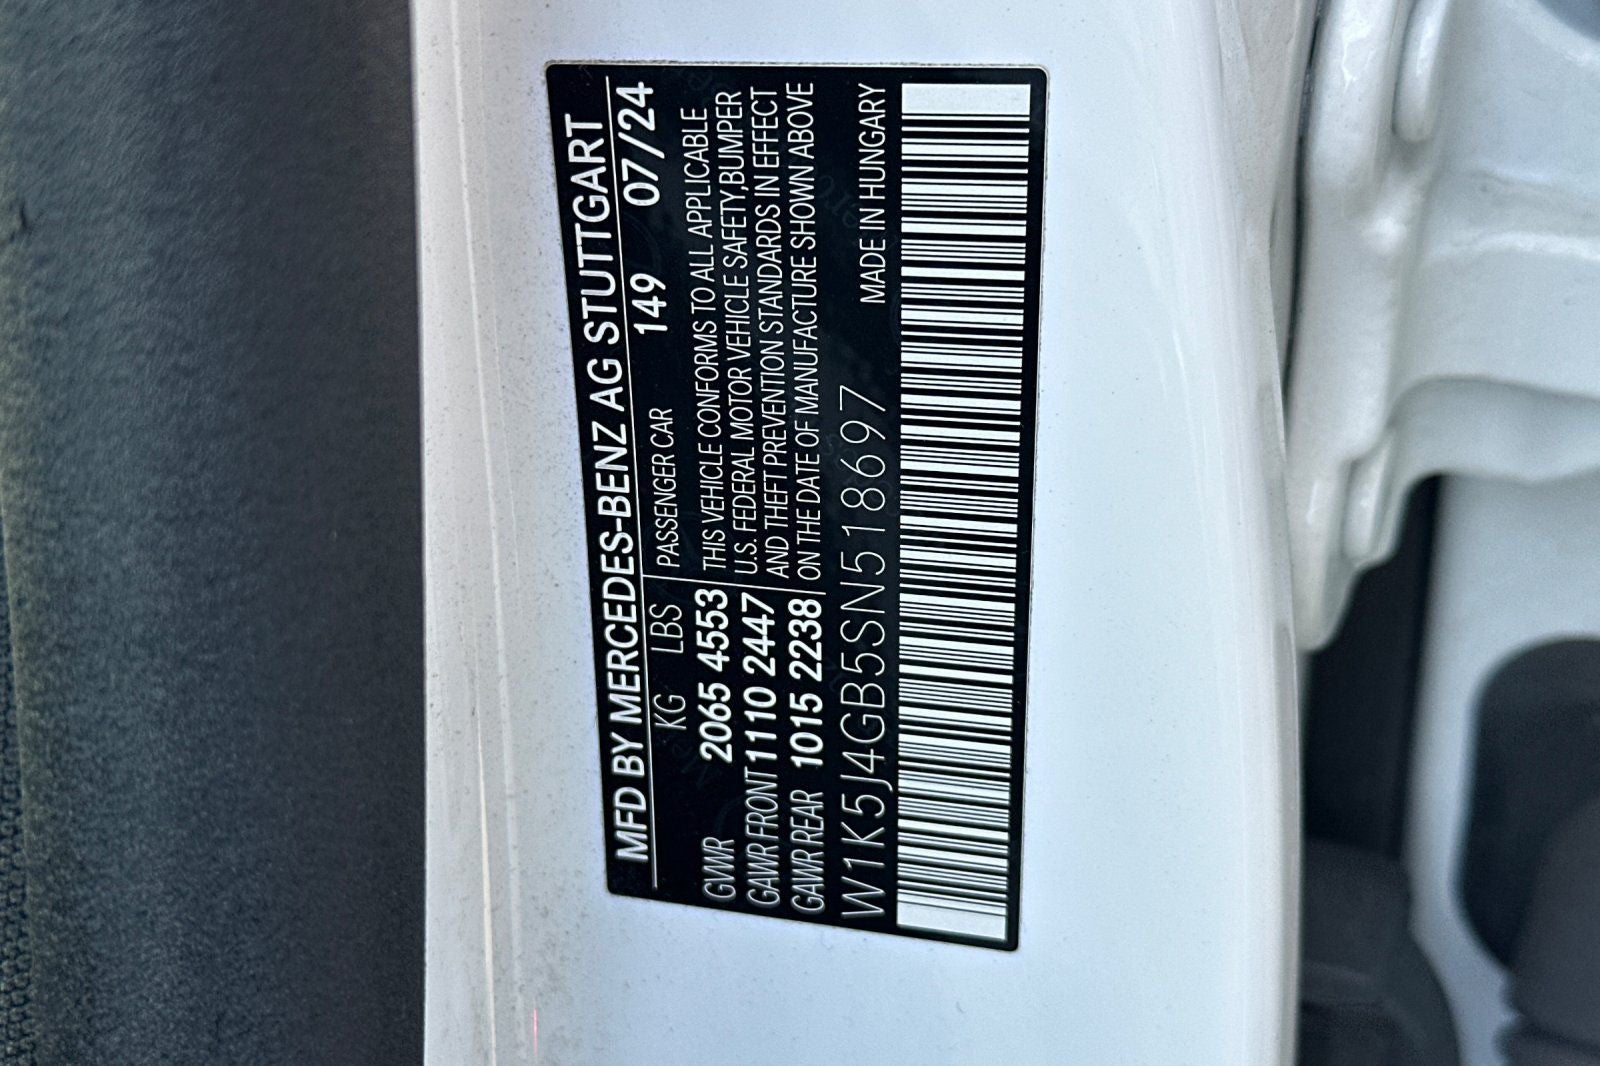 MFD BY MERCEDES-BENZ AG STUTTGART
KG LBS PASSENGER CAR 149 07/24
GVWR 2065 4553 THIS VEHICLE CONFORMS TO ALL APPLICABLE
U.S. FEDERAL MOTOR VEHICLE SAFETY,BUMPER
GAWR FRONT 1110 2447 AND THEFT PREVENTION STANDARDS IN EFFECT
GAWR REAR 1015 2238 ON THE DATE OF MANUFACTURE SHOWN ABOVE
MADE IN HUNGARY
W1K5J4GB5SN518697